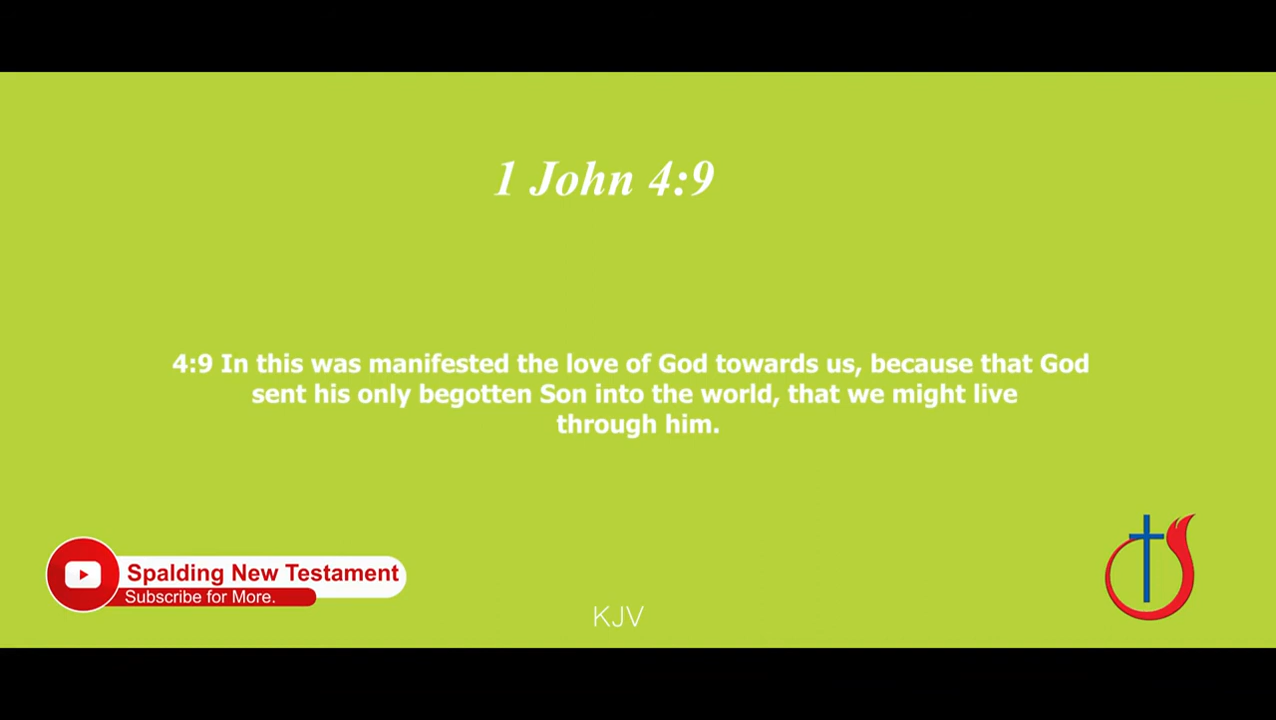 1 John 4:9
4:9 In this was manifested the love of God towards us, because that God
sent his only begotten Son into the world, that we might live
through him.
Spalding New Testament
Subscribe for More.
KJV